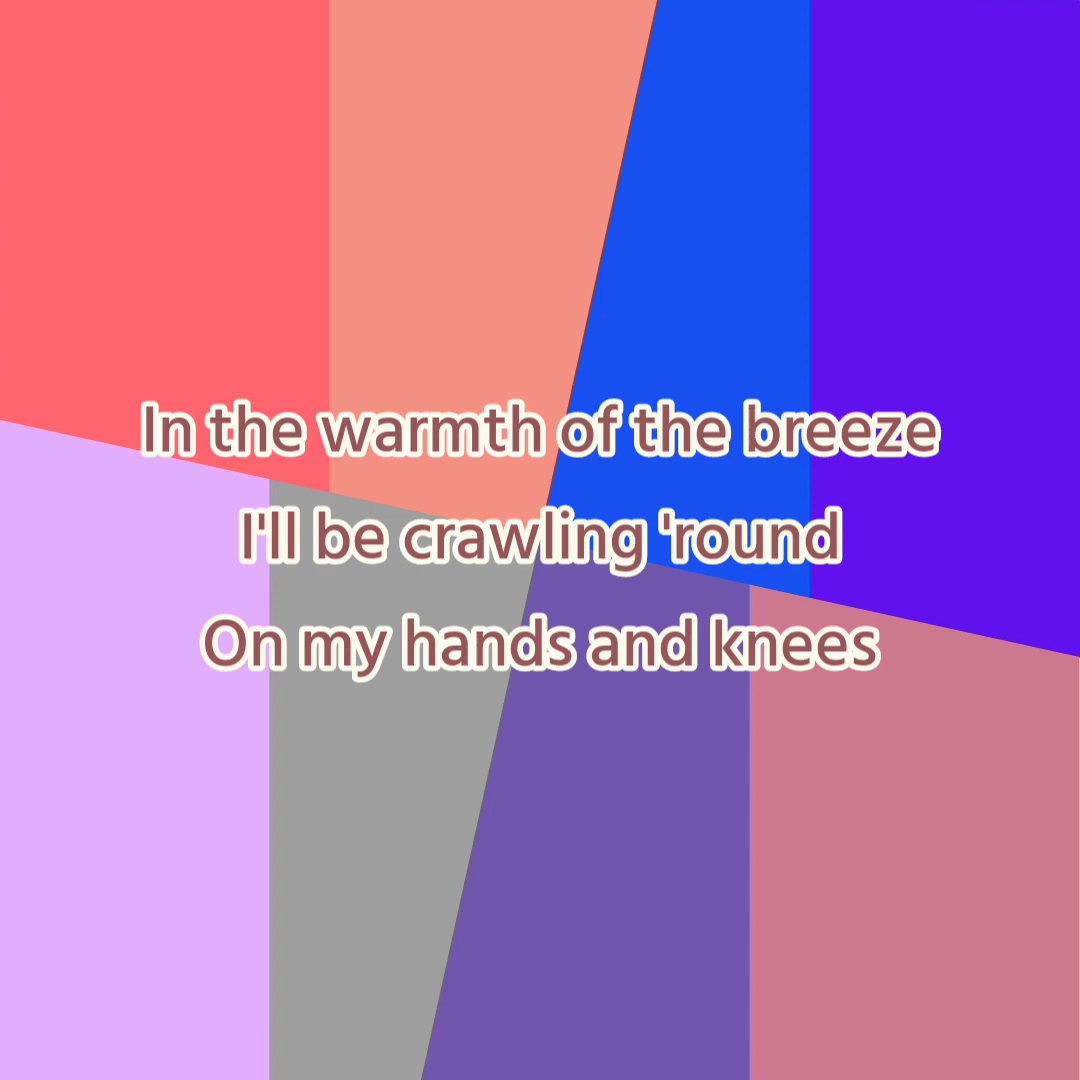 In the warmth of the breeze
I'll be crawling 'round
On my hands and knees